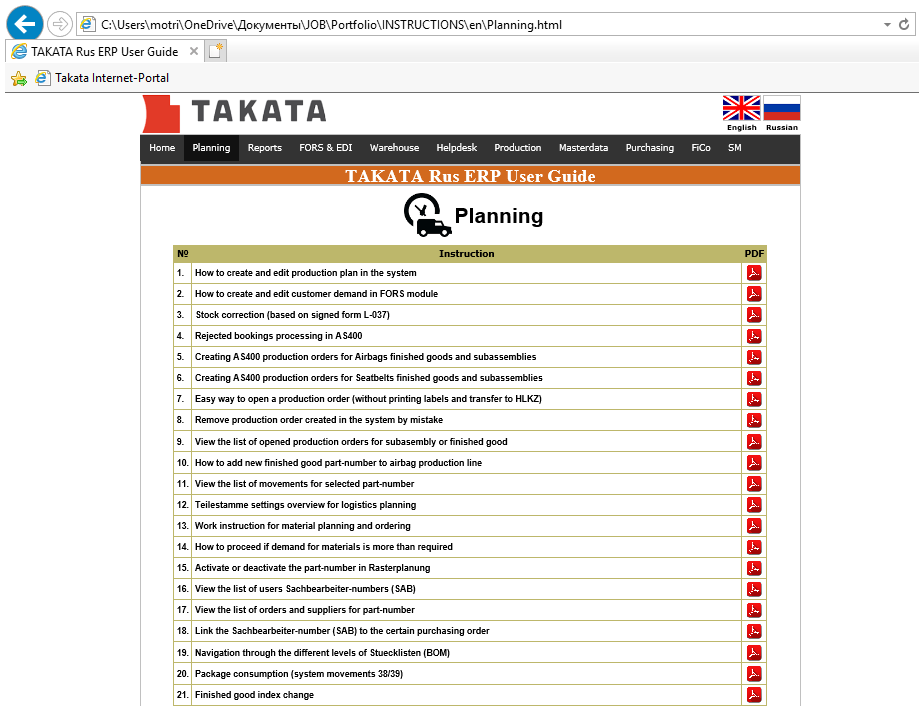 C:\Users\motri\OneDrive\Документы\JOB\Portfolio\INSTRUCTIONS\en\Planning.html
TAKATA Rus ERP User Guide
Takata Internet-Portal
TAKATA
English Russian
Home Planning Reports FORS & EDI Warehouse Helpdesk Production Masterdata Purchasing FiCo SM
TAKATA Rus ERP User Guide
Planning
№ Instruction PDF
1. How to create and edit production plan in the system
2. How to create and edit customer demand in FORS module
3. Stock correction (based on signed form L-037)
4. Rejected bookings processing in AS400
5. Creating AS400 production orders for Airbags finished goods and subassemblies
6. Creating AS400 production orders for Seatbelts finished goods and subassemblies
7. Easy way to open a production order (without printing labels and transfer to HLKZ)
8. Remove production order created in the system by mistake
9. View the list of opened production orders for subasembly or finished good
10. How to add new finished good part-number to airbag production line
11. View the list of movements for selected part-number
12. Teilestamme settings overview for logistics planning
13. Work instruction for material planning and ordering
14. How to proceed if demand for materials is more than required
15. Activate or deactivate the part-number in Rasterplanung
16. View the list of users Sachbearbeiter-numbers (SAB)
17. View the list of orders and suppliers for part-number
18. Link the Sachbearbeiter-number (SAB) to the certain purchasing order
19. Navigation through the different levels of Stuecklisten (BOM)
20. Package consumption (system movements 38/39)
21. Finished good index change